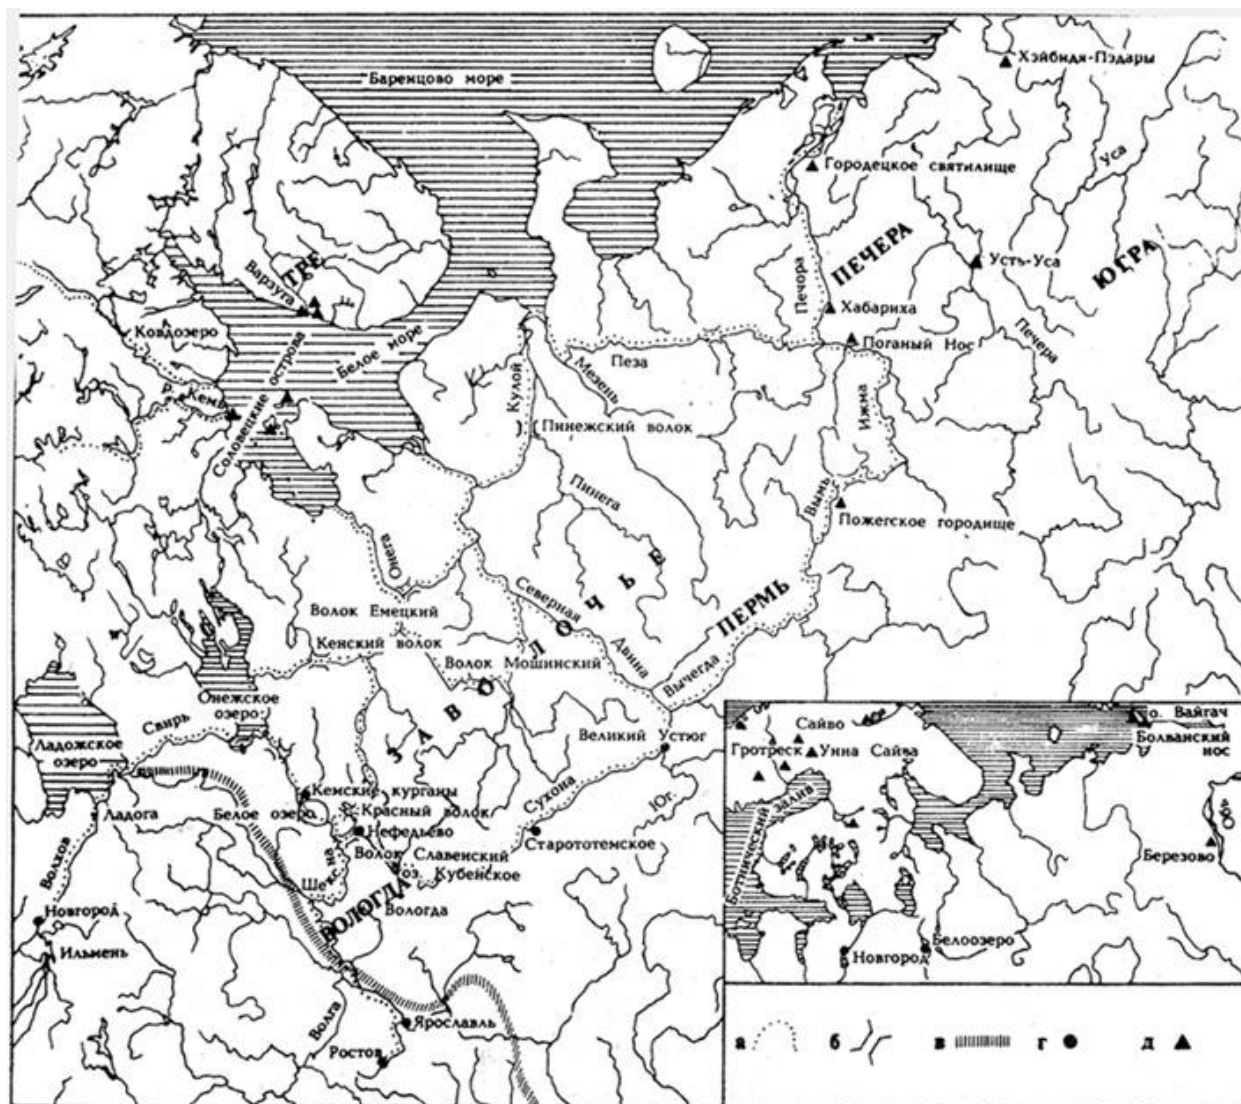 Баренцово море
Хэйбидя-Пэдары
Городецкое святилище
Уса
ПЕЧЕРА
ЮГРА
Усть-Уса
Печора
ТРЕ
Варзуга
Хабариха
Ковдозеро
Белое море
Соловецкие острова
Поганый Нос
Печера
Пеза
Мезень
р. Кемь
Кулой
Ижма
Пинежский волок
Пинега
Вымь
Пожегское городище
Онега
Северная
Двина
Волок Емецкий
ПЕРМЬ
Кенский волок
Волок Мошинский
Вычегда
ЗАВОЛОЧЬЕ
Онежское
озеро
Свирь
Ладожское
озеро
Великий Устюг
Кемские курганы
Белое озеро
Красный волок
Сухона
Юг
Ладога
Нефедьево
Старототемское
Волок Славенский
оз. Кубенское
Шексна
Волхов
ВОЛОГДА
Вологда
Новгород
Ильмень
Волга
Ярославль
Ростов
Сайво
о. Вайгач
Болванский
нос
Гротреск
Унна Сайва
Ботнический залив
Обь
Березово
Белоозеро
Новгород
а
б
в
г
д